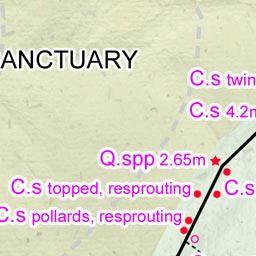 ANCTUARY
C.s twin
C.s 4.2m
Q.spp 2.65m
C.s topped, resprouting
C.s
C.s pollards, resprouting